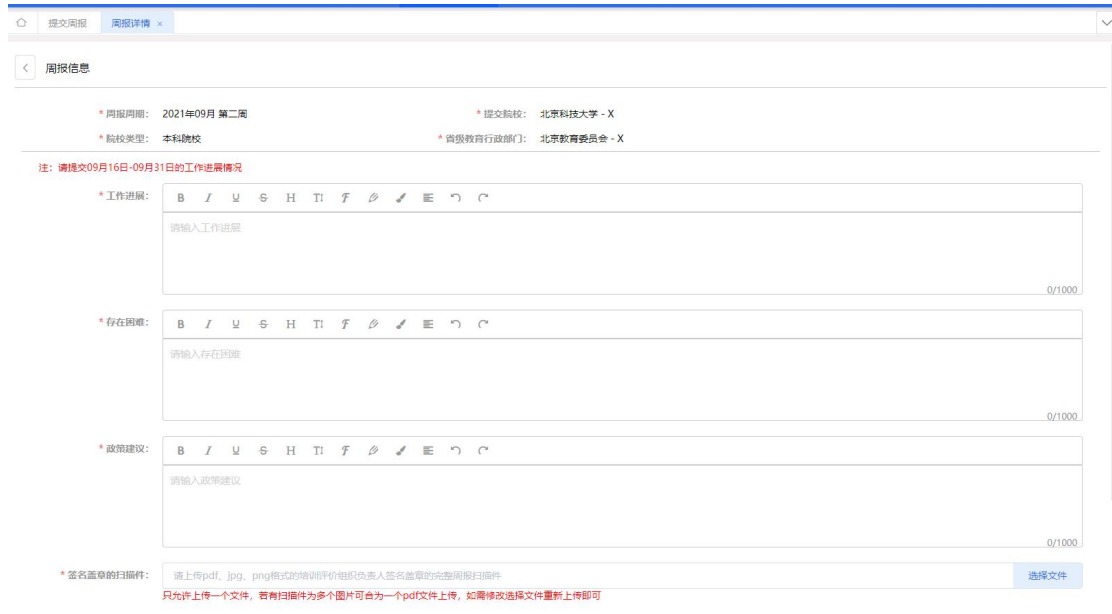 提交周报 周报详情 ×
周报信息
* 周报周期: 2021年09月 第二周 * 提交院校: 北京科技大学 - X
* 院校类型: 本科院校 * 省级教育行政部门: 北京教育委员会 - X
注：请提交09月16日-09月31日的工作进展情况
* 工作进展: B I U S H TI F
请输入工作进展
0/1000
* 存在困难: B I U S H TI F
请输入存在困难
0/1000
* 政策建议: B I U S H TI F
请输入政策建议
0/1000
* 签名盖章的扫描件: 请上传pdf、jpg、png格式的培训评价组织负责人签名盖章的完整周报扫描件 选择文件
只允许上传一个文件，若有扫描件为多个图片可合为一个pdf文件上传，如需修改选择文件重新上传即可